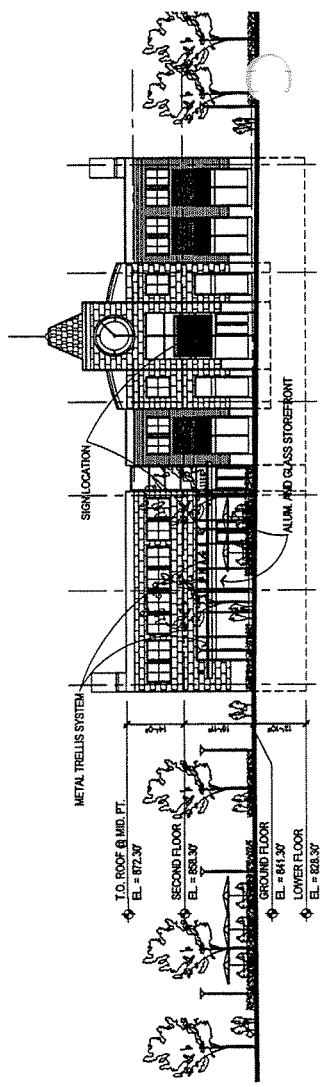 METAL TRELLIS SYSTEM
SIGN LOCATION
ALUM. AND GLASS STOREFRONT
T.O. ROOF @ MID. PT.
EL. = 872.30'
SECOND FLOOR
EL. = 858.30'
GROUND FLOOR
EL. = 841.30'
LOWER FLOOR
EL. = 828.30'